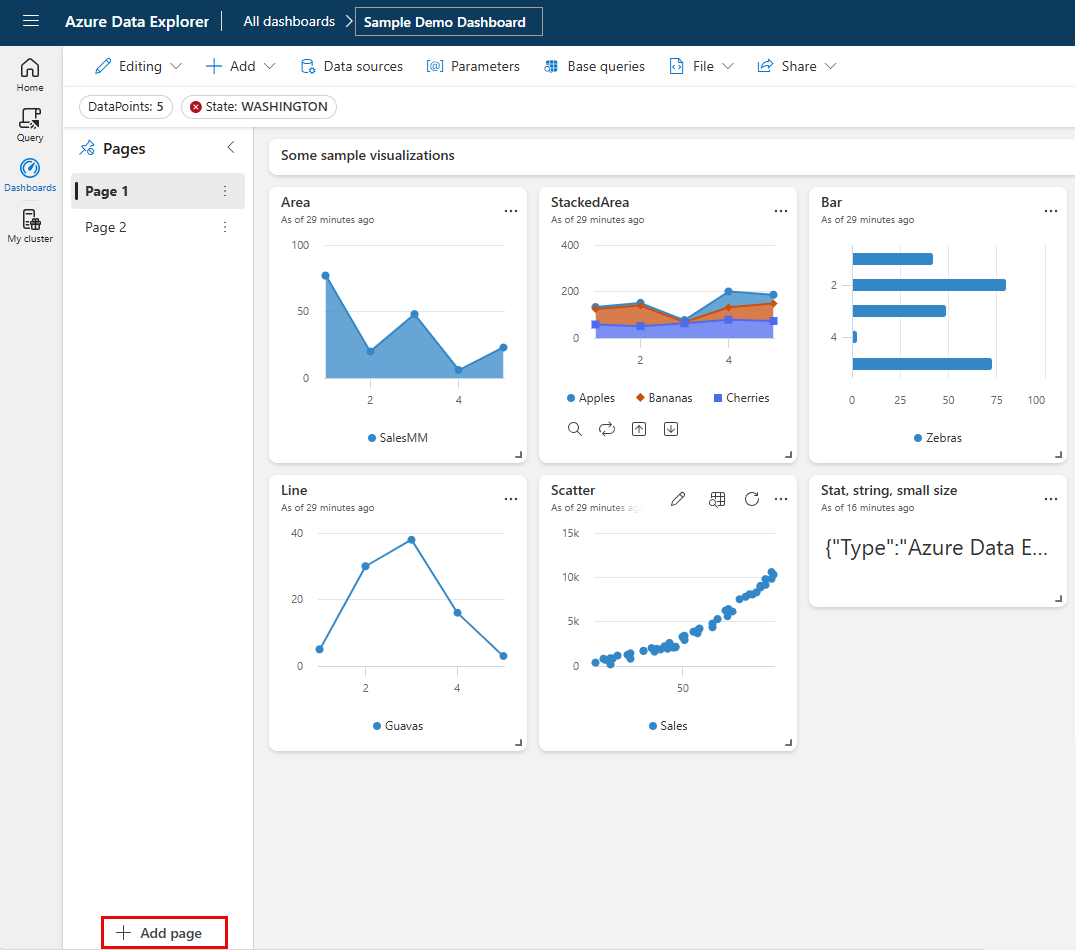 Azure Data Explorer All dashboards Sample Demo Dashboard
Editing Add Data sources Parameters Base queries File Share
DataPoints: 5 State: WASHINGTON
Home
Query
Dashboards
My cluster
Pages
Page 1
Page 2
Add page
Some sample visualizations
Area
As of 29 minutes ago
100
50
0
2 4
SalesMM
StackedArea
As of 29 minutes ago
400
200
0
2 4
Apples Bananas Cherries
Bar
As of 29 minutes ago
2
4
0 25 50 75 100
Zebras
Line
As of 29 minutes ago
40
20
0
2 4
Guavas
Scatter
As of 29 minutes ago
15k
10k
5k
0
50
Sales
Stat, string, small size
As of 16 minutes ago
{"Type":"Azure Data E...